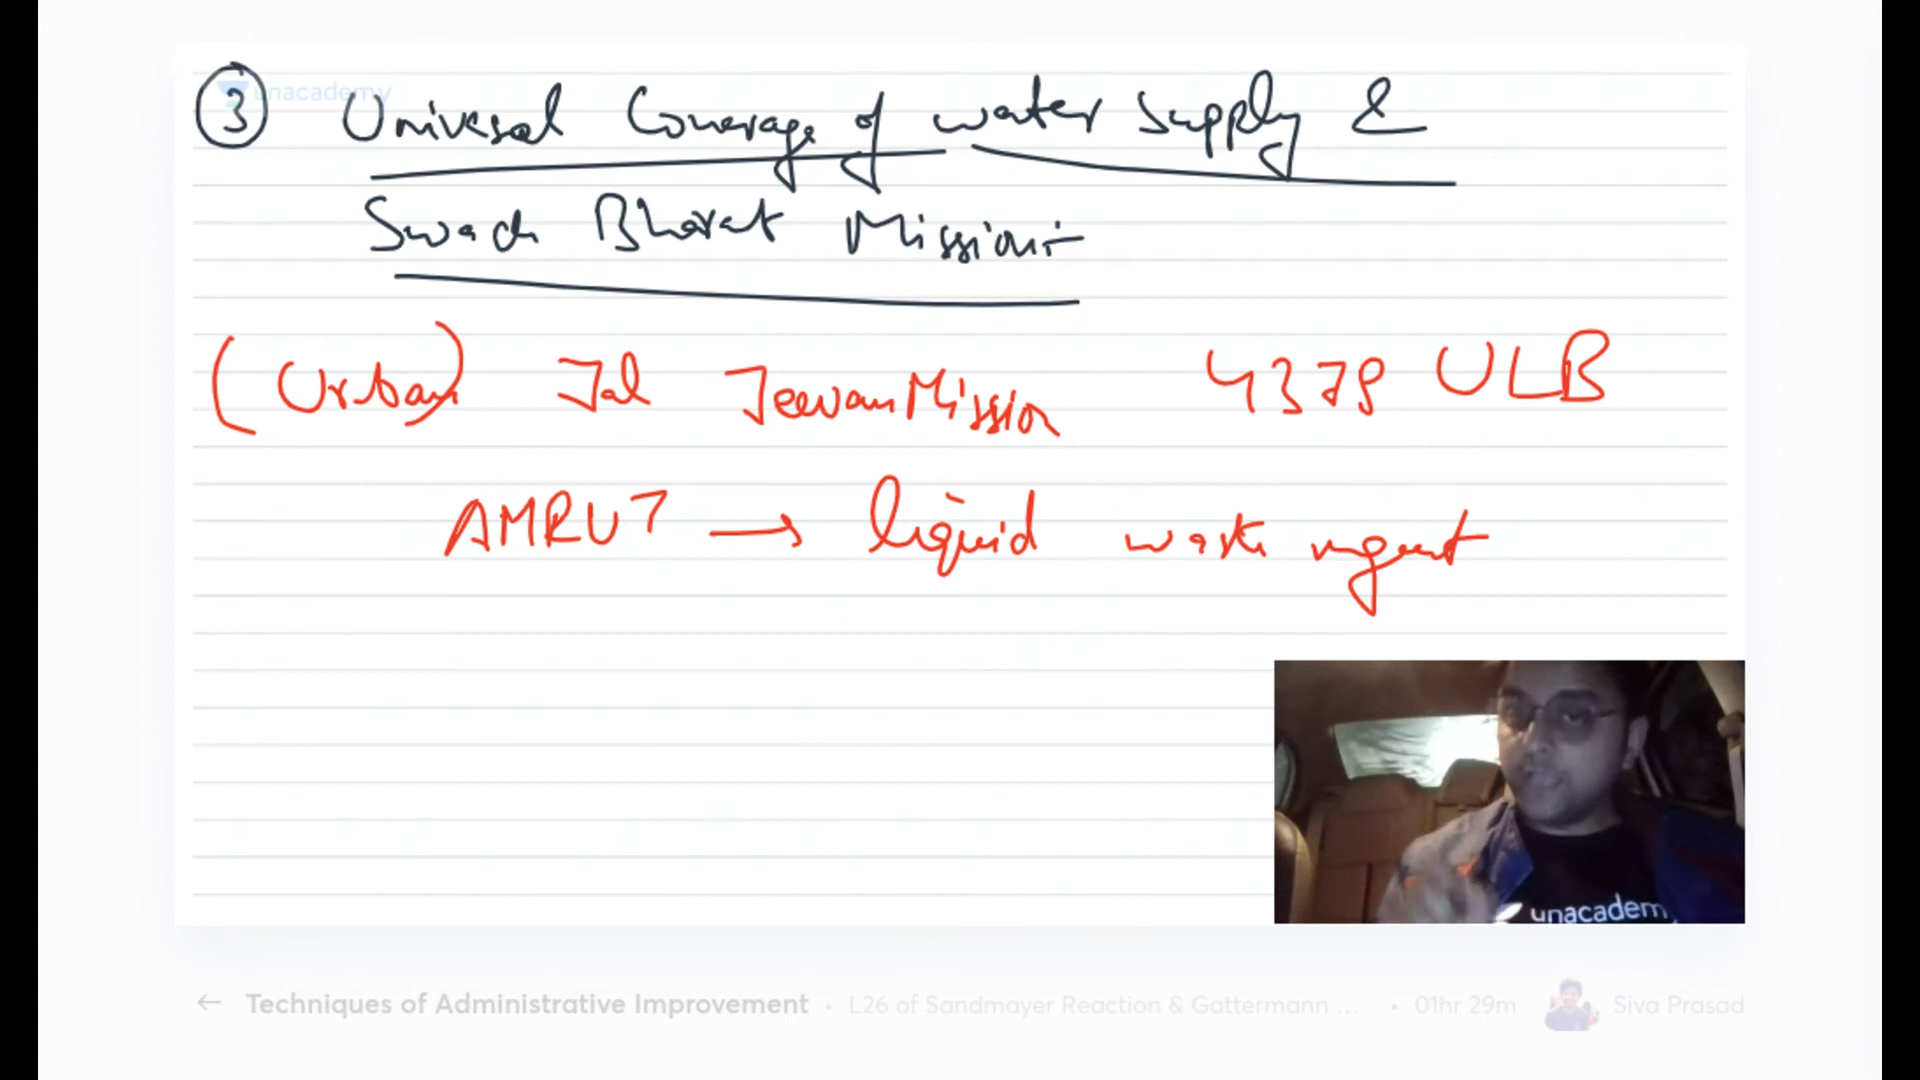 unacademy
3 Universal Coverage of water supply &
Swach Bharat Mission:-
(Urban) Jal Jeevan Mission 4378 ULB
AMRUT → liquid waste mgmt
unacadem
← Techniques of Administrative Improvement • L26 of Sandmayer Reaction & Gattermann ... • 01hr 29m Siva Prasad